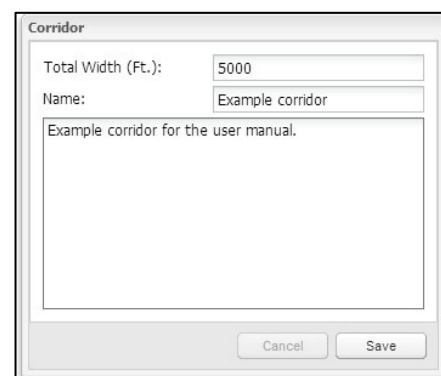 Corridor
Total Width (Ft.): 5000
Name: Example corridor
Example corridor for the user manual.
Cancel Save